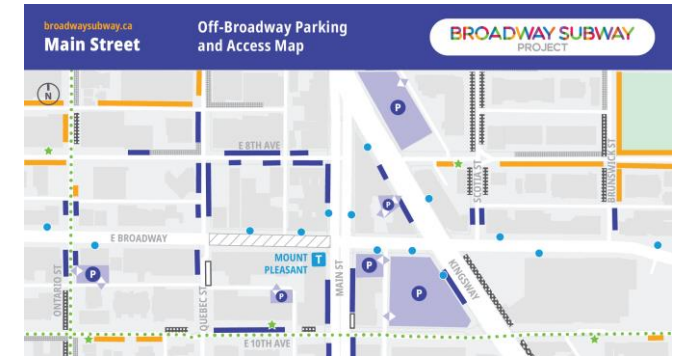 broadwaysubway.ca
Main Street
Off-Broadway Parking
and Access Map
BROADWAY SUBWAY
PROJECT
N
P
E 8TH AVE
SCOTIA ST
BRUNSWICK ST
P
E BROADWAY
MOUNT
PLEASANT
T
P
P
ONTARIO ST
QUEBEC ST
P
MAIN ST
P
KINGSWAY
E 10TH AVE